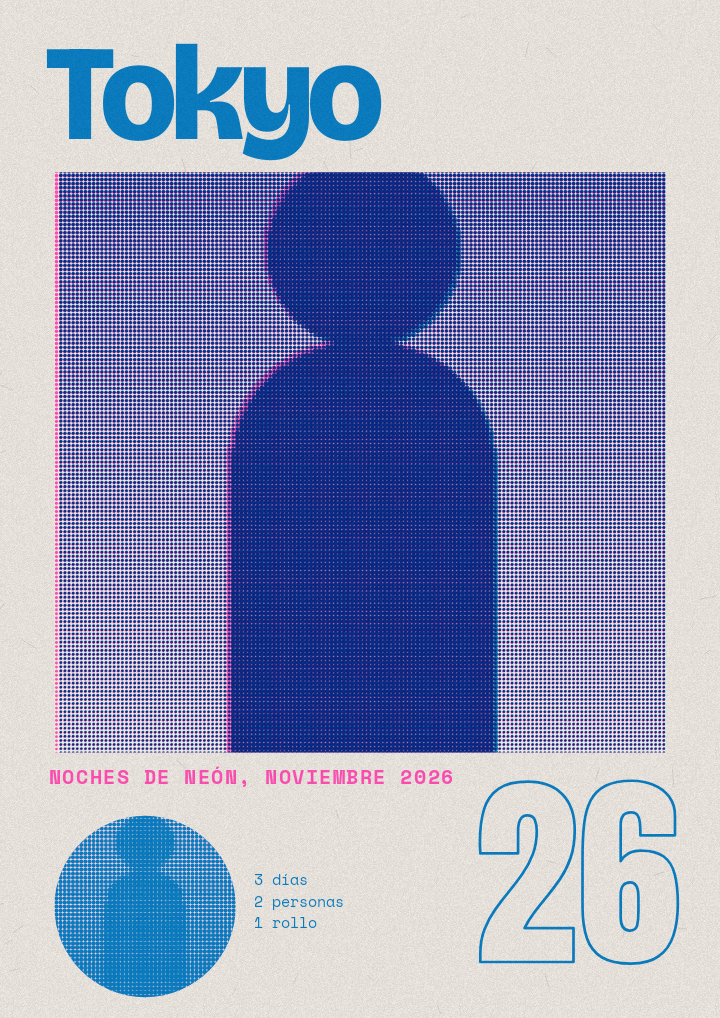 Tokyo
NOCHES DE NEÓN, NOVIEMBRE 2026
3 días
2 personas
1 rollo
26